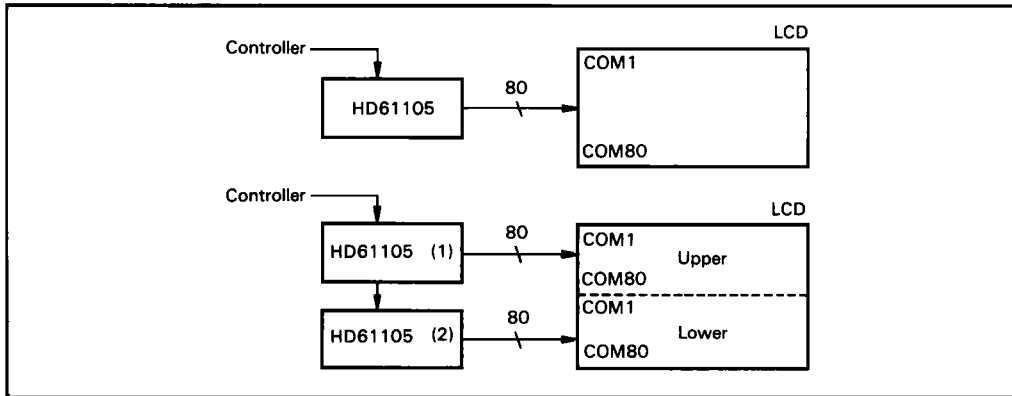 LCD
Controller
COM1
80
HD61105
COM80
Controller
LCD
80
COM1
HD61105 (1)
Upper
COM80
80
COM1
HD61105 (2)
Lower
COM80